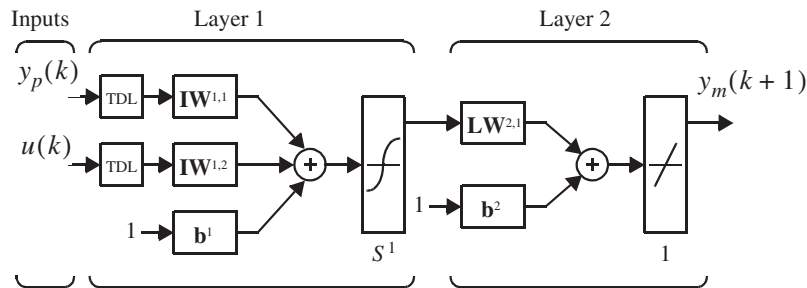 Inputs Layer 1 Layer 2
y_p(k) y_m(k+1)
TDL IW^{1,1} LW^{2,1}
u(k)
TDL IW^{1,2}
1 b^1 1 b^2
S^1 1